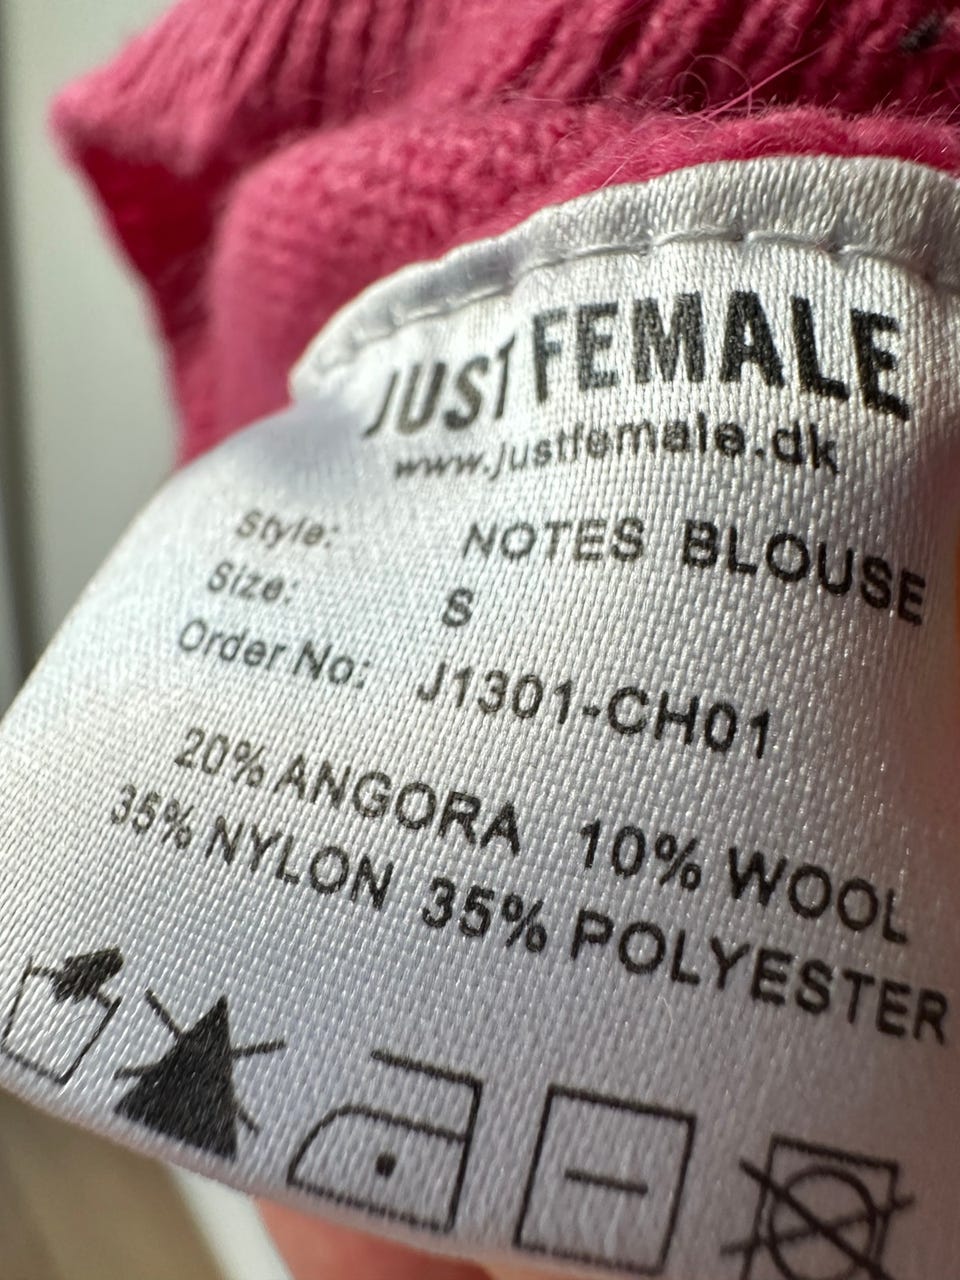 JUST FEMALE
www.justfemale.dk
Style: NOTES BLOUSE
Size: S
Order No: J1301-CH01
20% ANGORA 10% WOOL
35% NYLON 35% POLYESTER